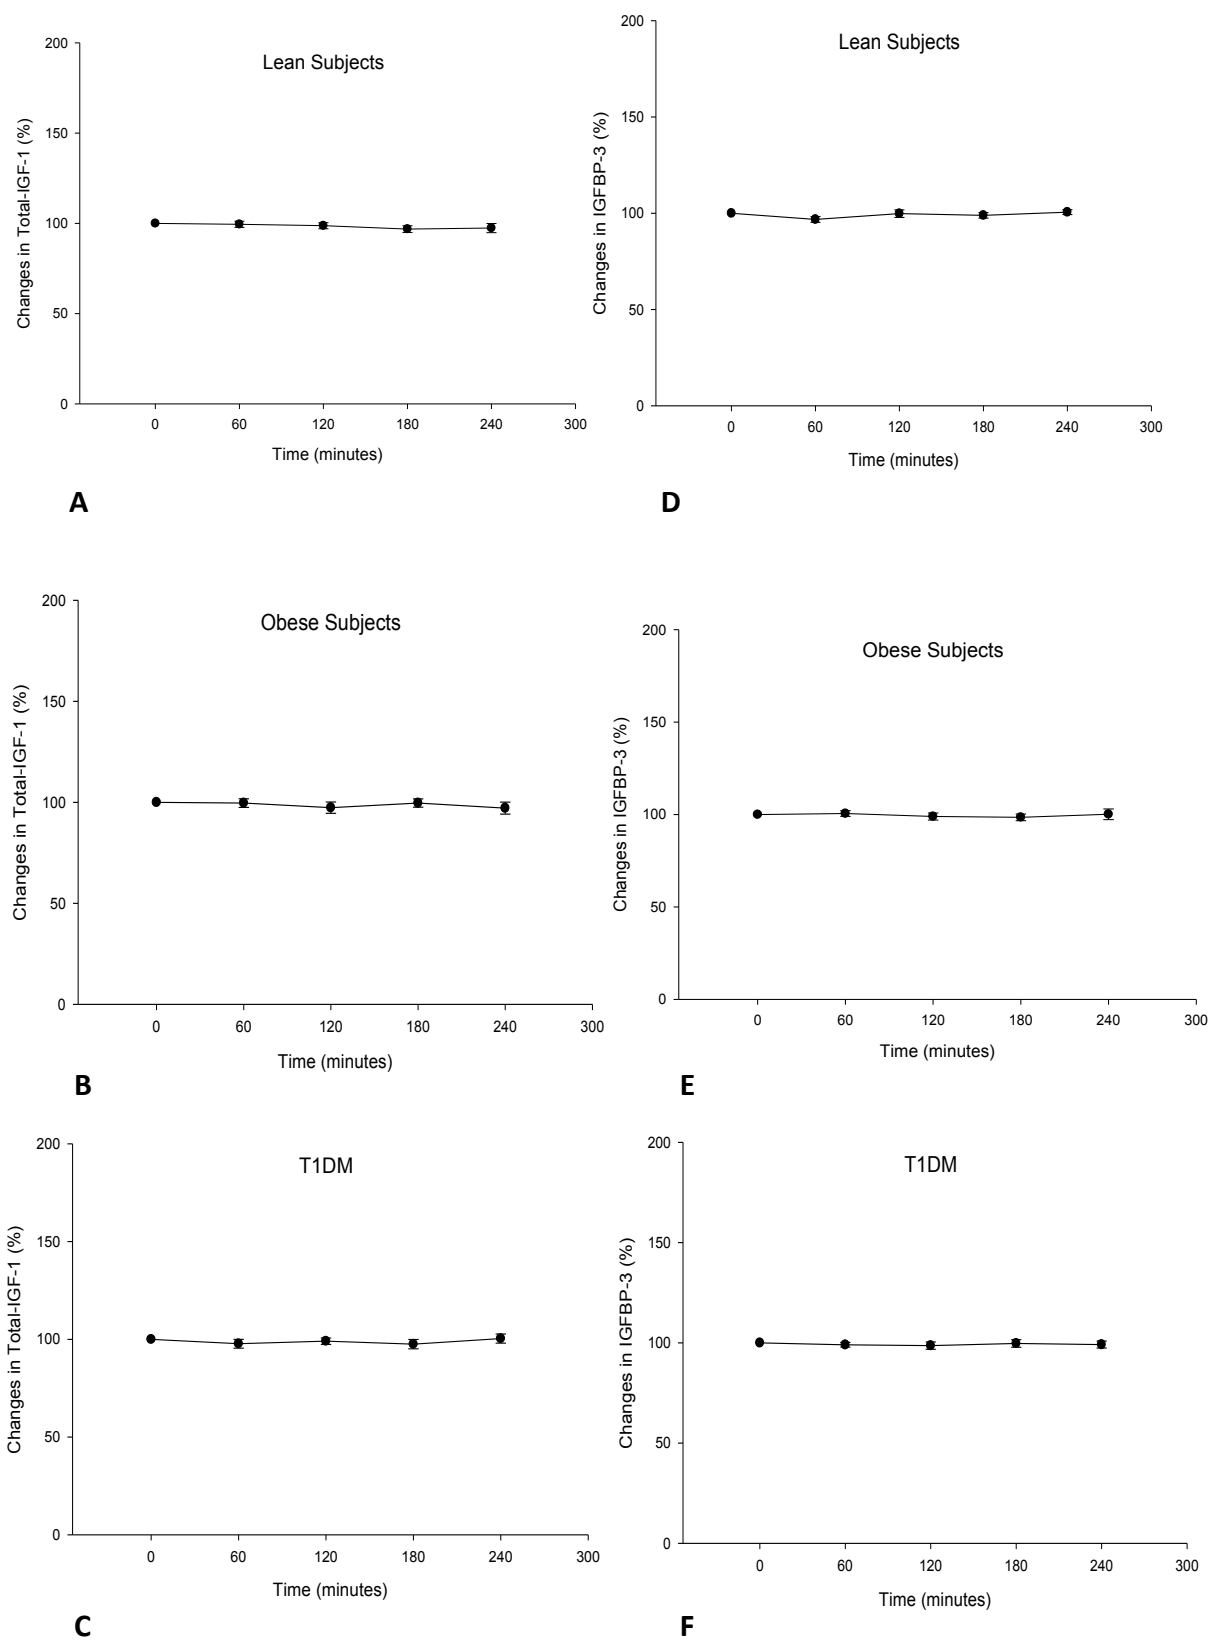 Lean Subjects
Changes in Total-IGF-1 (%)
200
150
100
50
0
0 60 120 180 240 300
Time (minutes)
A
Lean Subjects
Changes in IGFBP-3 (%)
200
150
100
50
0
0 60 120 180 240 300
Time (minutes)
D
Obese Subjects
Changes in Total-IGF-1 (%)
200
150
100
50
0
0 60 120 180 240 300
Time (minutes)
B
Obese Subjects
Changes in IGFBP-3 (%)
200
150
100
50
0
0 60 120 180 240 300
Time (minutes)
E
T1DM
Changes in Total-IGF-1 (%)
200
150
100
50
0
0 60 120 180 240 300
Time (minutes)
C
T1DM
Changes in IGFBP-3 (%)
200
150
100
50
0
0 60 120 180 240 300
Time (minutes)
F